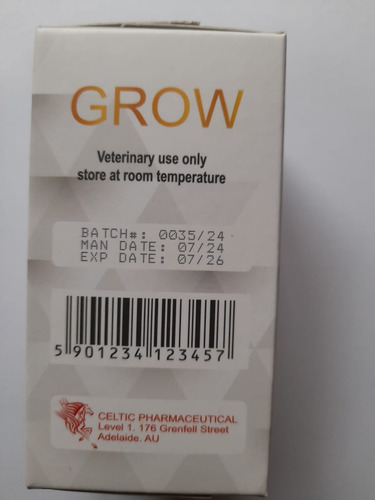 GROW
Veterinary use only
store at room temperature
BATCH#: 0035/24
MAN DATE: 07/24
EXP DATE: 07/26
5 901234 123457
CELTIC PHARMACEUTICAL
Level 1. 176 Grenfell Street
Adelaide. AU